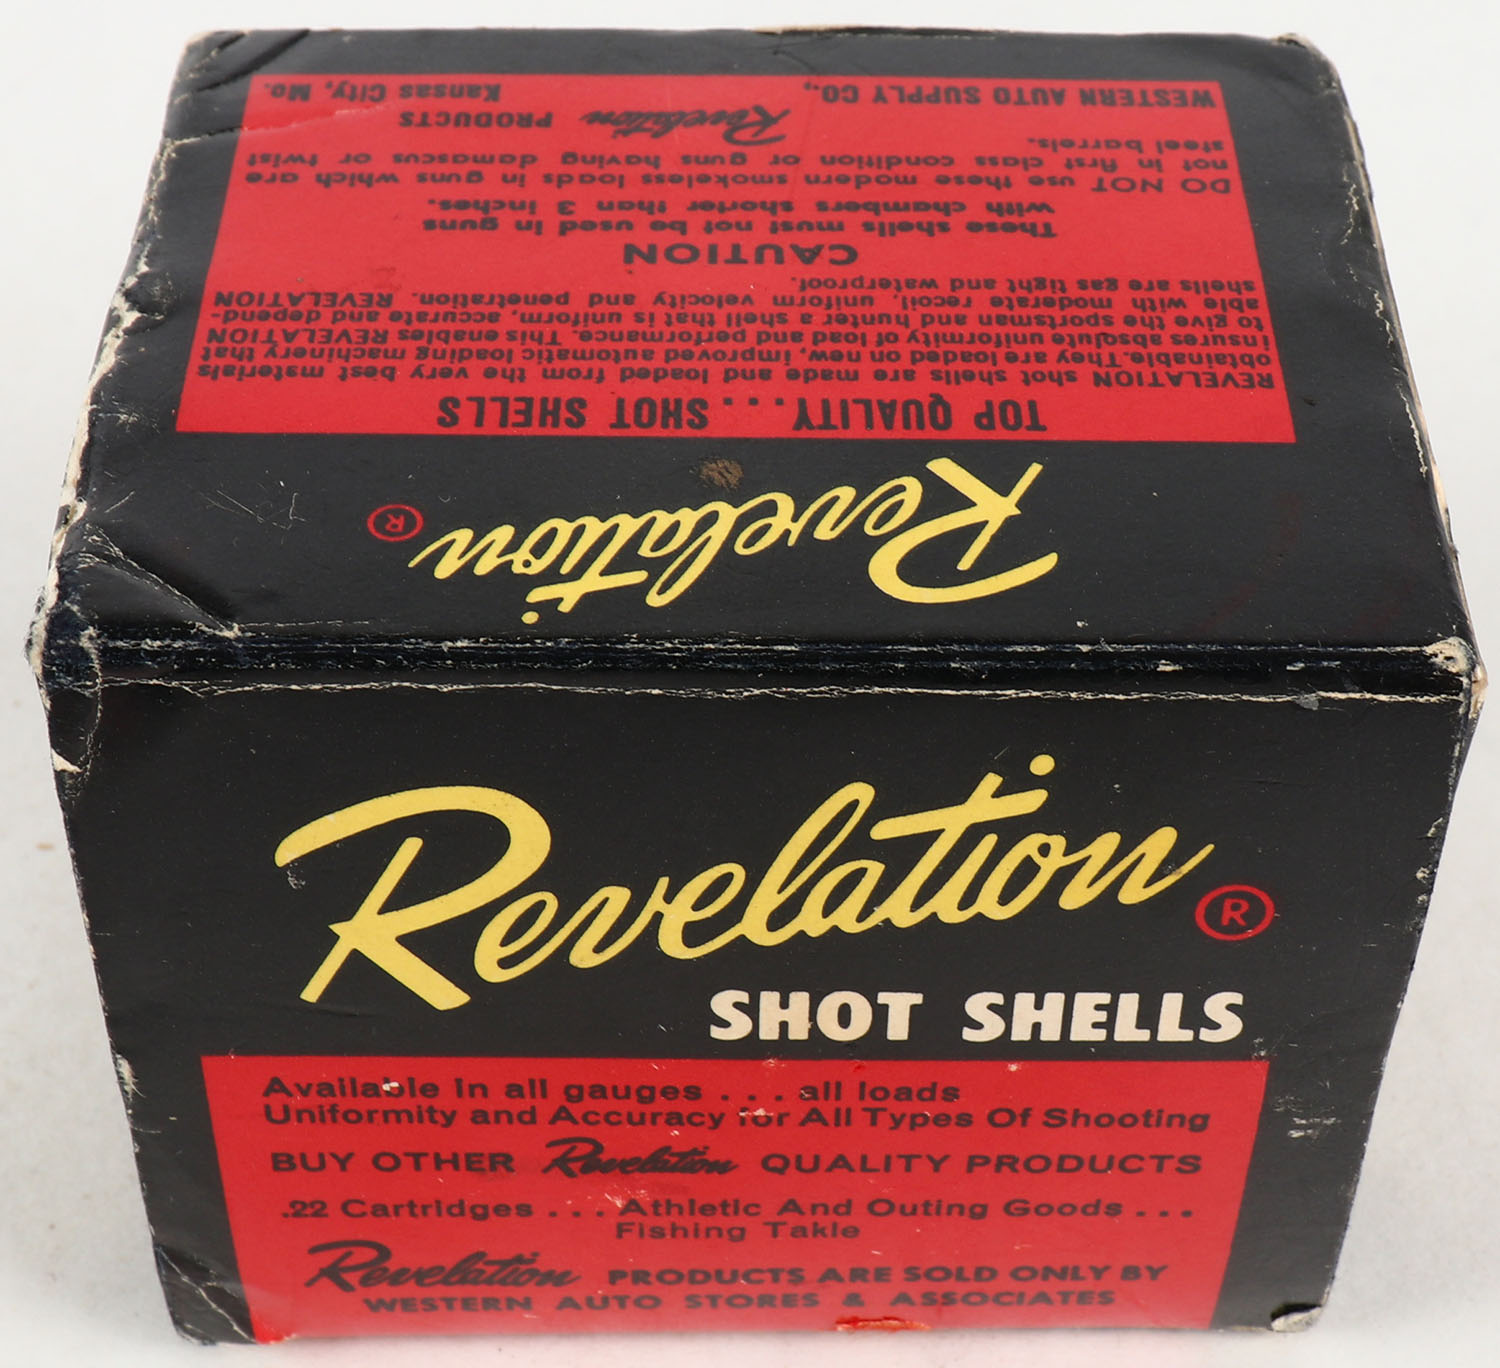 Revelation ®
TOP QUALITY... SHOT SHELLS
REVELATION shot shells are made and loaded from the very best materials
obtainable. They are loaded on new, improved automatic loading machinery that
insures absolute uniformity of load and performance. This enables REVELATION
to give the sportsman and hunter a shell that is uniform, accurate and depend-
able with moderate recoil, uniform velocity and penetration. REVELATION
shells are gas tight and waterproof.
CAUTION
These shells must not be used in guns
with chambers shorter than 3 inches.
DO NOT use these modern smokeless loads in guns which are
not in first class condition or guns having damascus or twist
steel barrels.
Revelation PRODUCTS
WESTERN AUTO SUPPLY CO., Kansas City, Mo.
Revelation ®
SHOT SHELLS
Available in all gauges . . . all loads
Uniformity and Accuracy for All Types Of Shooting
BUY OTHER Revelation QUALITY PRODUCTS
.22 Cartridges . . . Athletic And Outing Goods . . .
Fishing Takle
Revelation PRODUCTS ARE SOLD ONLY BY
WESTERN AUTO STORES & ASSOCIATES